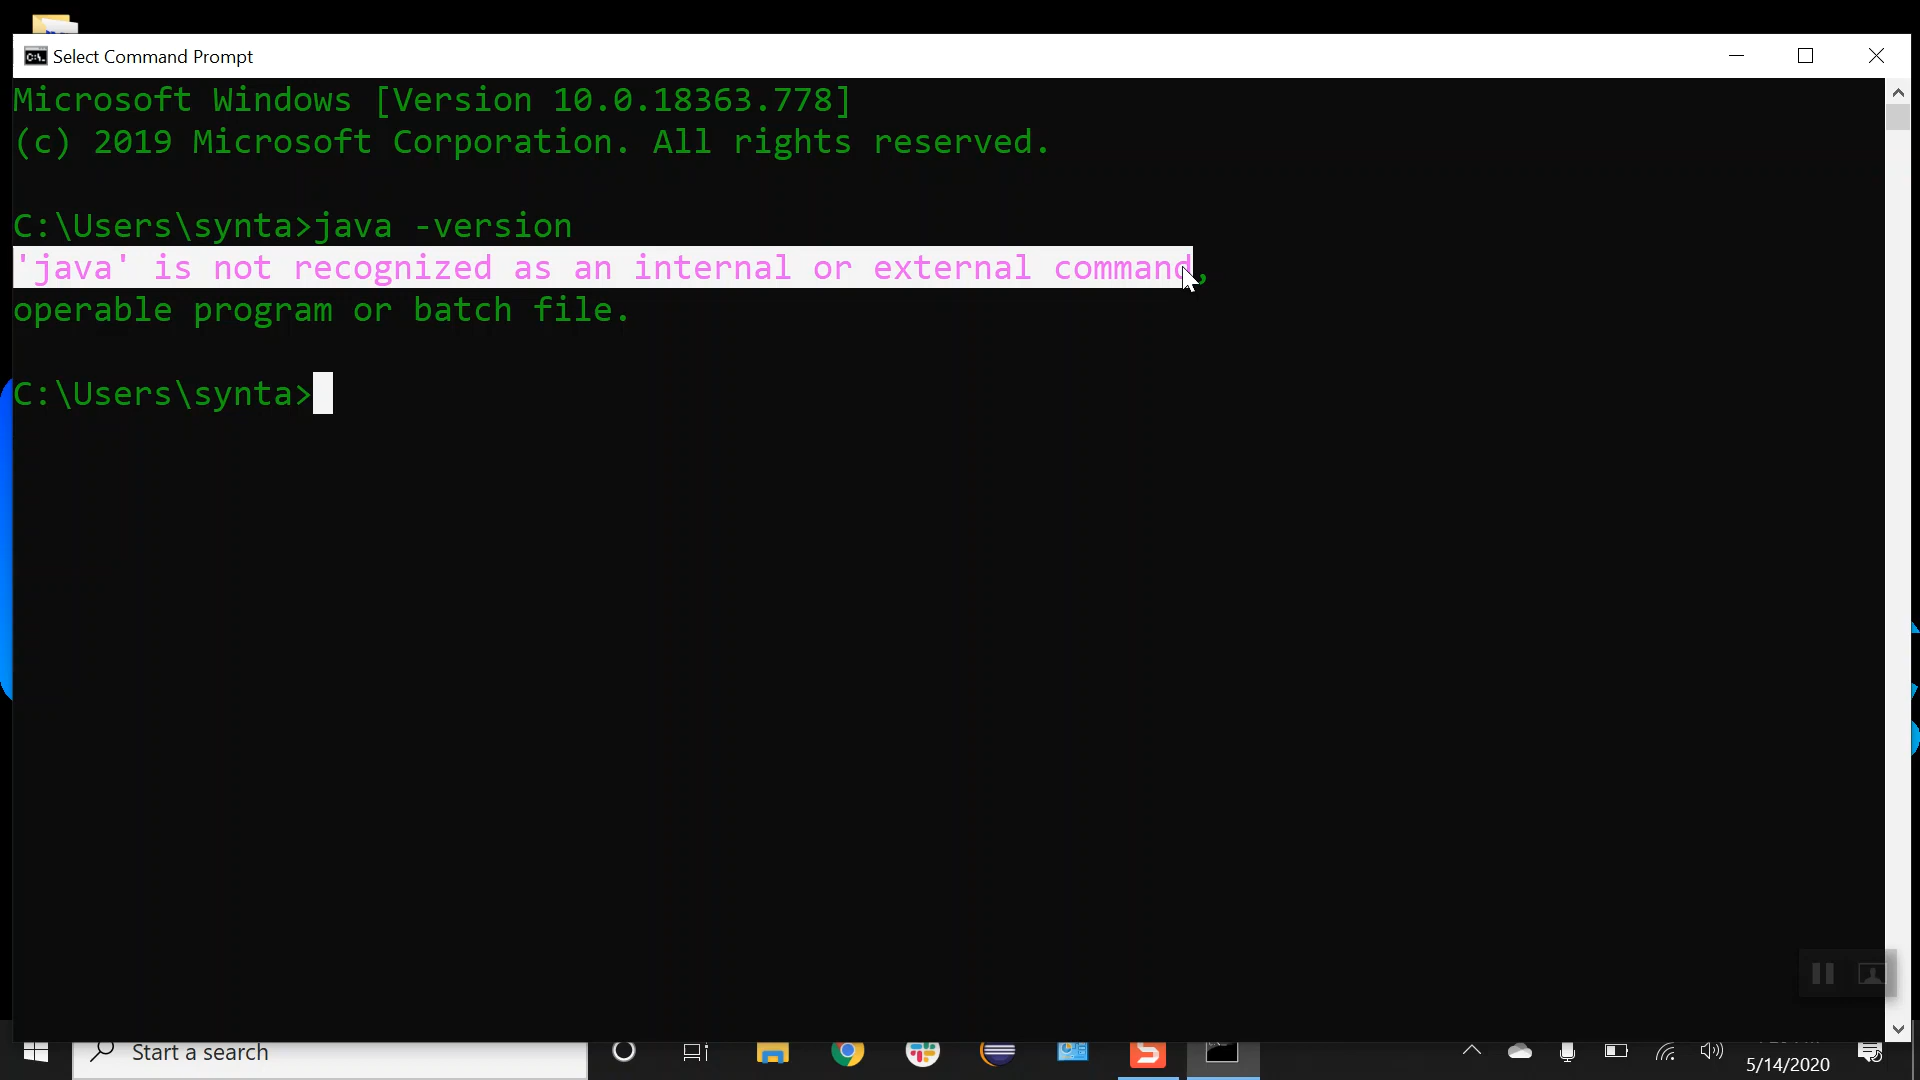 Select Command Prompt
Microsoft Windows [Version 10.0.18363.778]
(c) 2019 Microsoft Corporation. All rights reserved.
C:\Users\synta>java -version
'java' is not recognized as an internal or external command,
operable program or batch file.
C:\Users\synta>
Start a search
5/14/2020